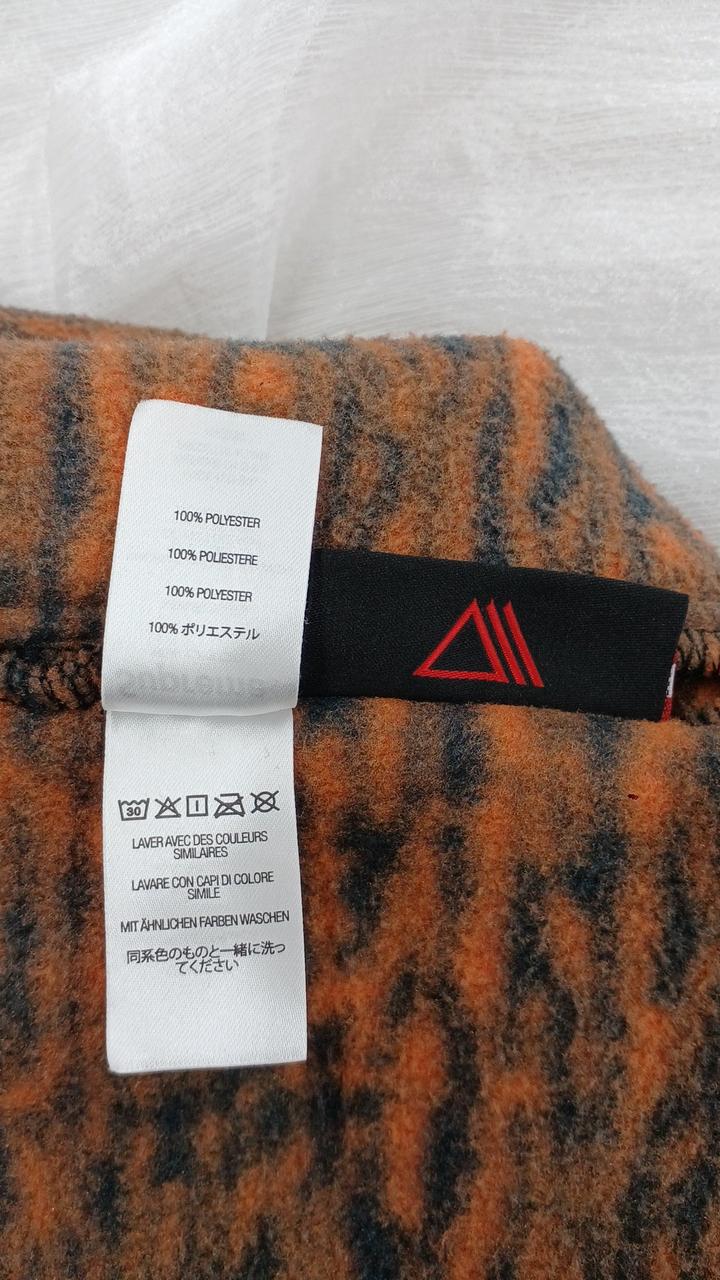 100% POLYESTER
100% POLIESTERE
100% POLYESTER
100% ポリエステル
Supreme
30
LAVER AVEC DES COULEURS
SIMILAIRES
LAVARE CON CAPI DI COLORE
SIMILE
MIT ÄHNLICHEN FARBEN WASCHEN
同系色のものと一緒に洗っ
てください